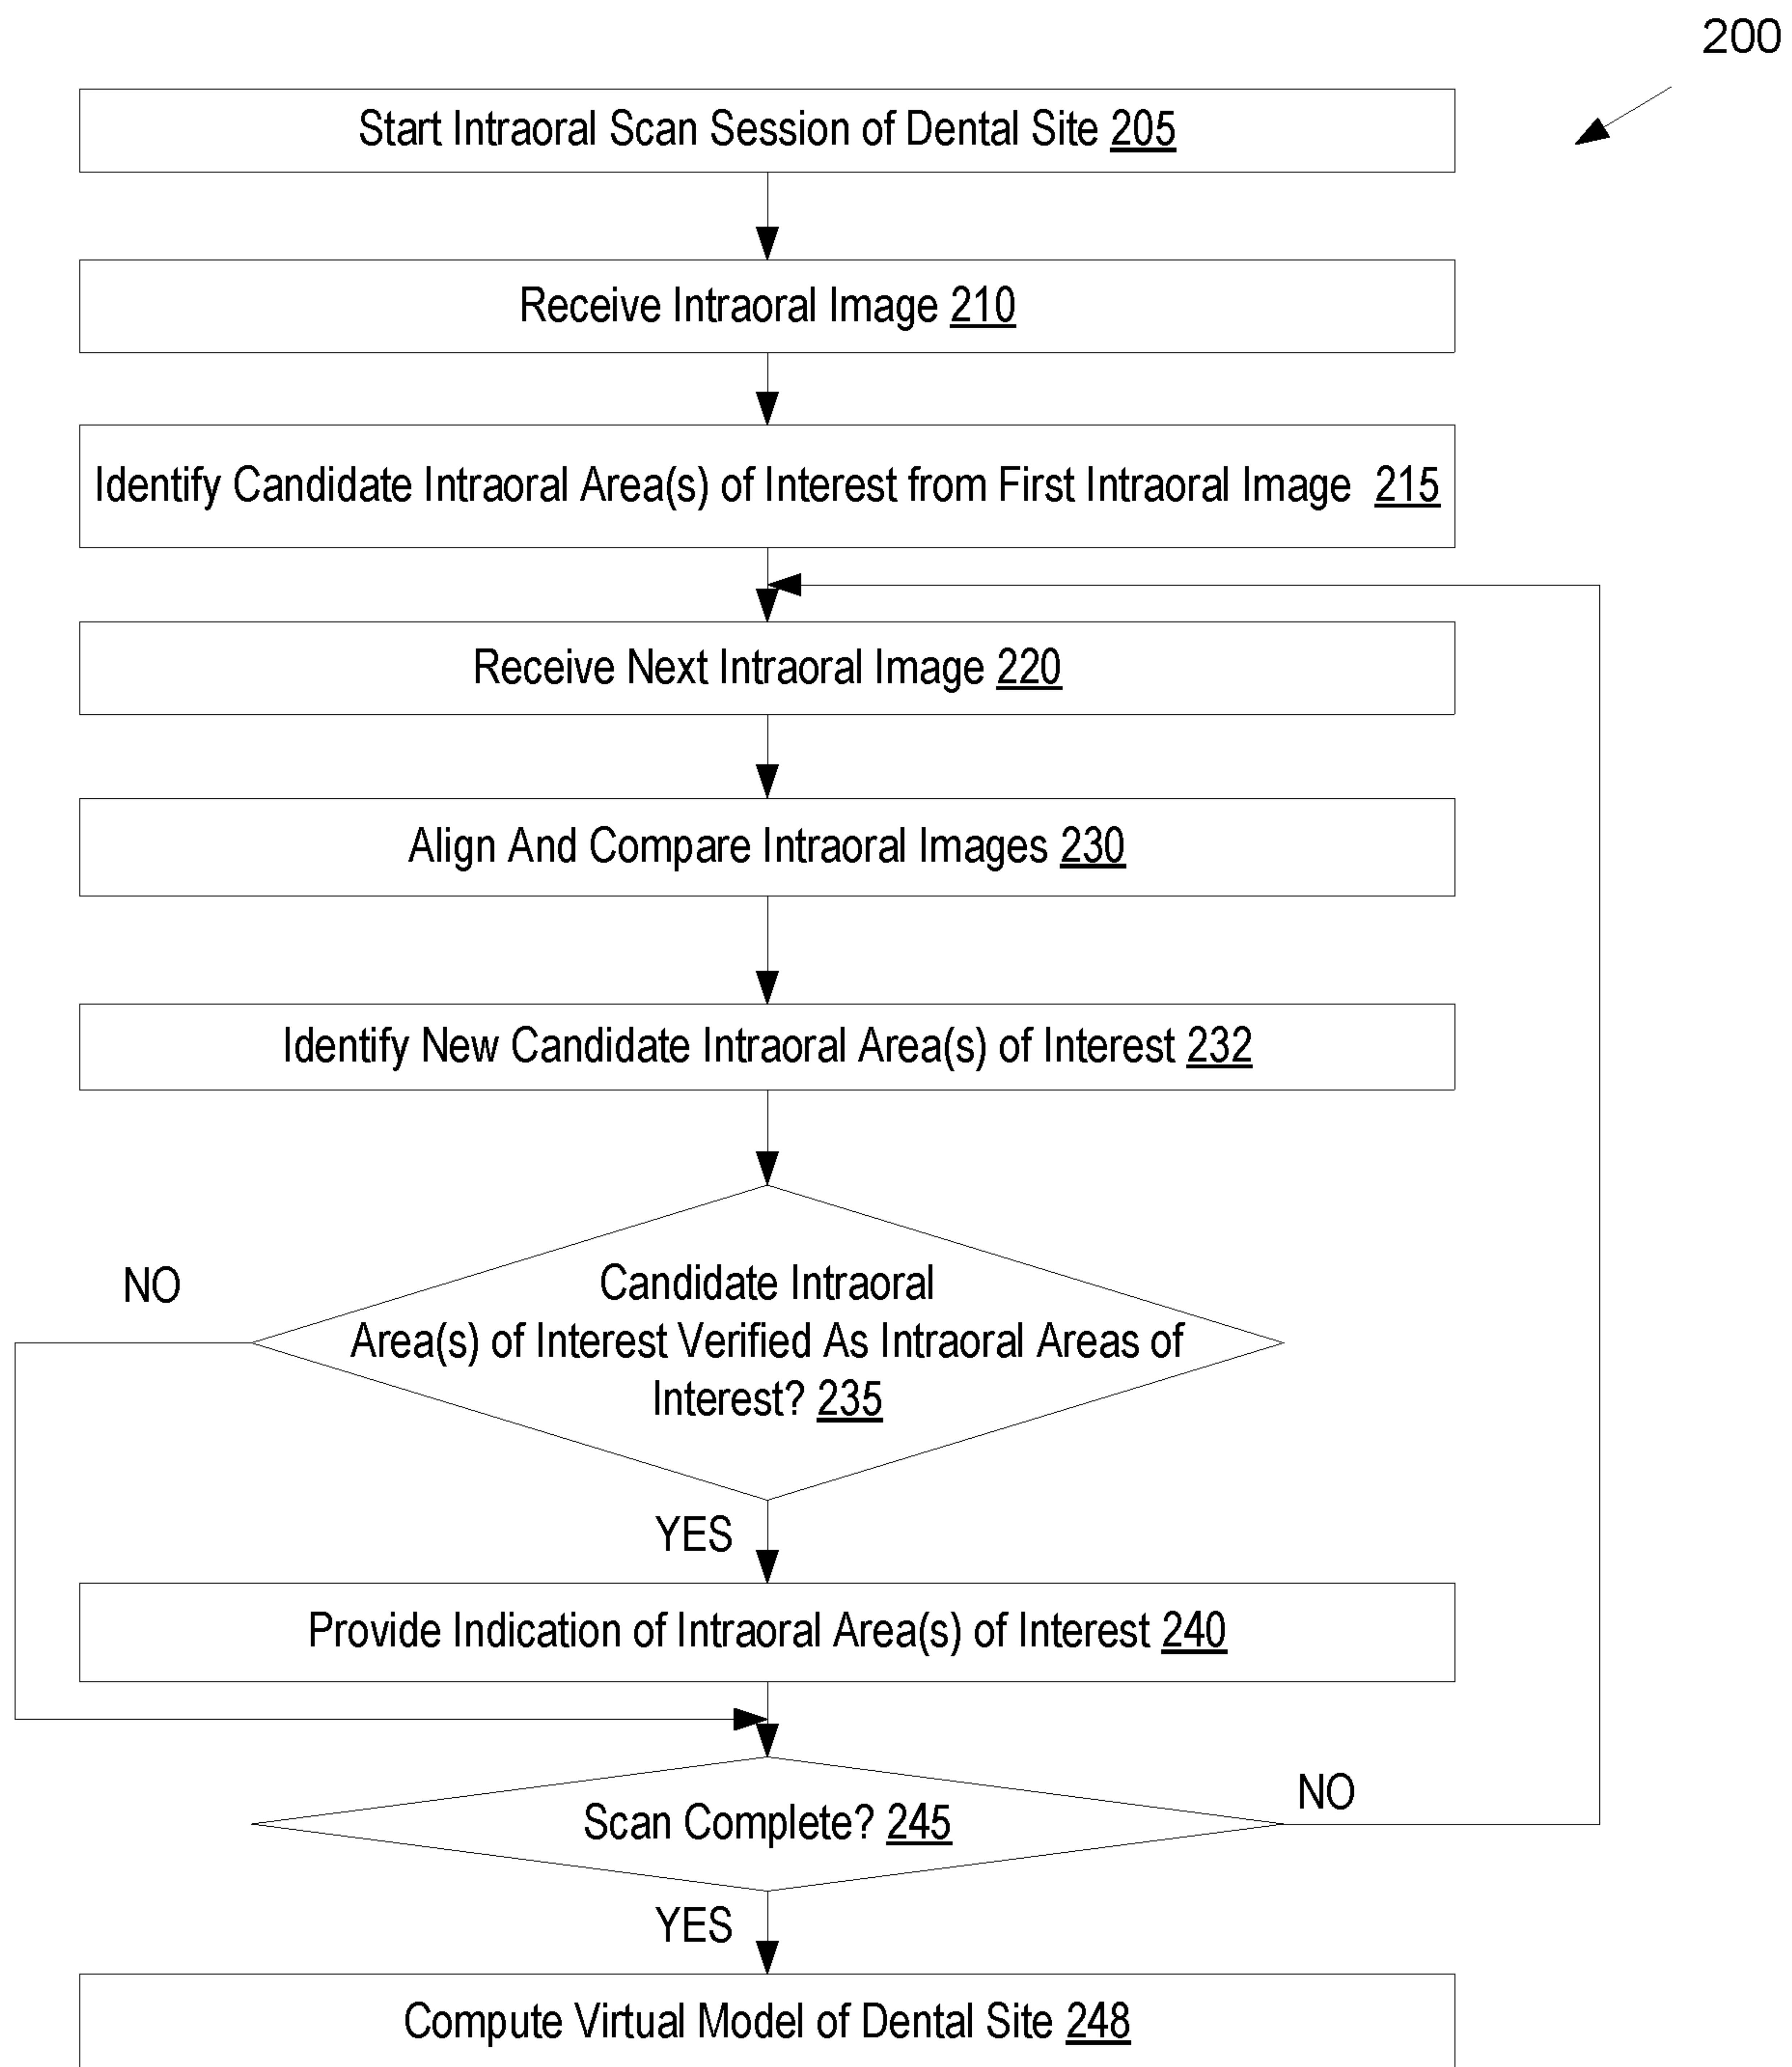 200
Start Intraoral Scan Session of Dental Site 205
Receive Intraoral Image 210
Identify Candidate Intraoral Area(s) of Interest from First Intraoral Image 215
Receive Next Intraoral Image 220
Align And Compare Intraoral Images 230
Identify New Candidate Intraoral Area(s) of Interest 232
NO
Candidate Intraoral
Area(s) of Interest Verified As Intraoral Areas of
Interest? 235
YES
Provide Indication of Intraoral Area(s) of Interest 240
NO
Scan Complete? 245
YES
Compute Virtual Model of Dental Site 248